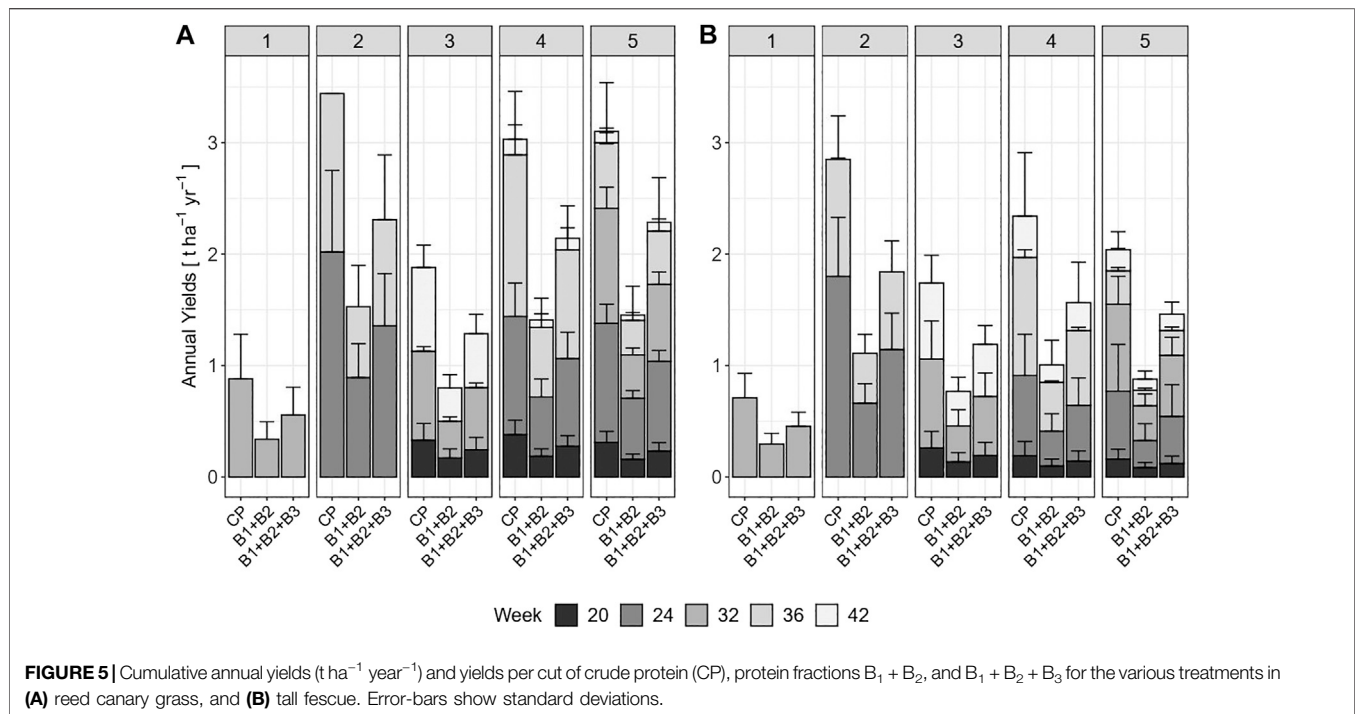 A
1 2 3 4 5
B
1 2 3 4 5
Annual Yields [ t ha⁻¹ yr⁻¹ ]
3
2
1
0
CP B1+B2 B1+B2+B3 CP B1+B2 B1+B2+B3 CP B1+B2 B1+B2+B3 CP B1+B2 B1+B2+B3 CP B1+B2 B1+B2+B3
3
2
1
0
CP B1+B2 B1+B2+B3 CP B1+B2 B1+B2+B3 CP B1+B2 B1+B2+B3 CP B1+B2 B1+B2+B3 CP B1+B2 B1+B2+B3
Week 20 24 32 36 42
FIGURE 5 | Cumulative annual yields (t ha⁻¹ year⁻¹) and yields per cut of crude protein (CP), protein fractions B₁ + B₂, and B₁ + B₂ + B₃ for the various treatments in
(A) reed canary grass, and (B) tall fescue. Error-bars show standard deviations.